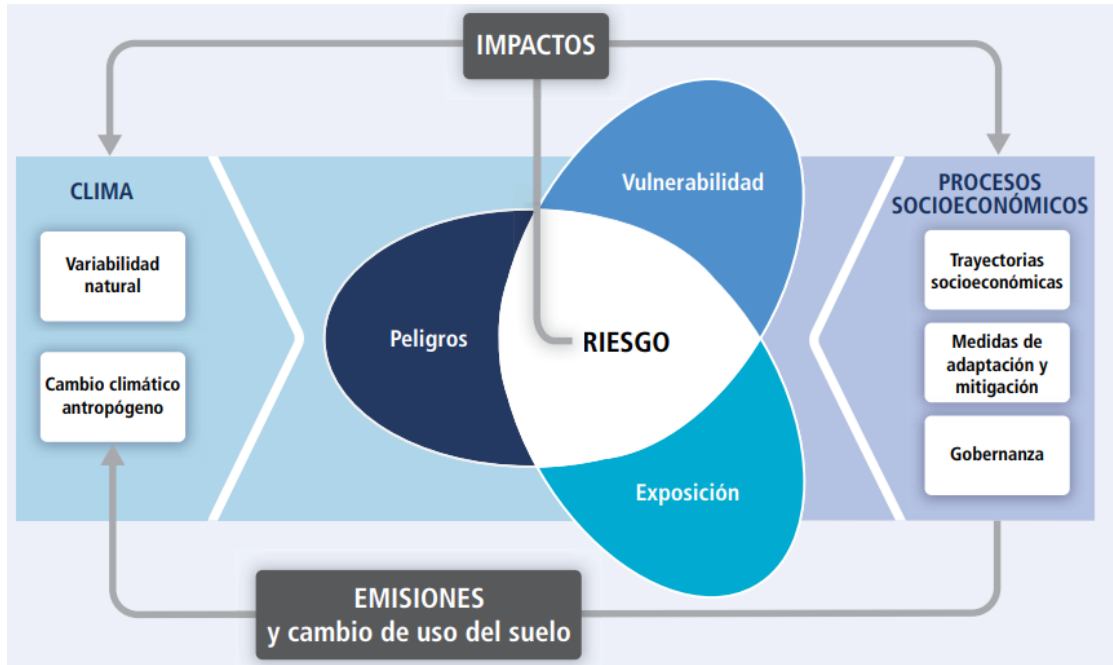 IMPACTOS
CLIMA
Variabilidad
natural
Cambio climático
antropógeno
Vulnerabilidad
Peligros
RIESGO
Exposición
PROCESOS
SOCIOECONÓMICOS
Trayectorias
socioeconómicas
Medidas de
adaptación y
mitigación
Gobernanza
EMISIONES
y cambio de uso del suelo